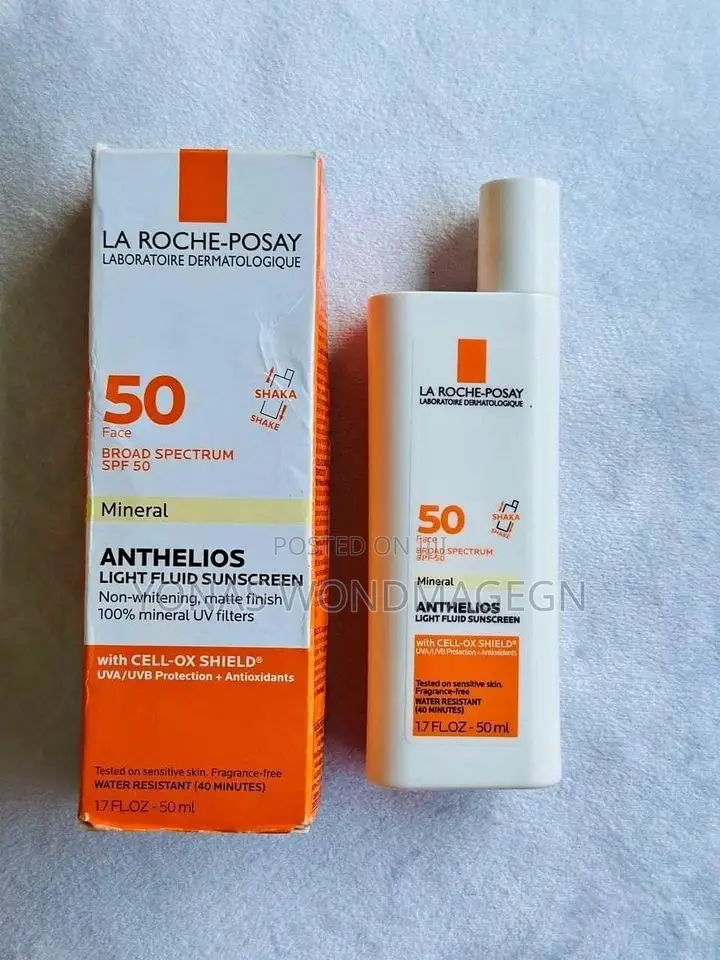 LA ROCHE-POSAY
LABORATOIRE DERMATOLOGIQUE
50
Face
BROAD SPECTRUM
SPF 50
SHAKA
SHAKE
Mineral
ANTHELIOS
LIGHT FLUID SUNSCREEN
Non-whitening, matte finish
100% mineral UV filters
with CELL-OX SHIELD®
UVA/UVB Protection + Antioxidants
Tested on sensitive skin. Fragrance-free
WATER RESISTANT (40 MINUTES)
1.7 FL.OZ - 50 ml
LA ROCHE-POSAY
LABORATOIRE DERMATOLOGIQUE
50
Face
BROAD SPECTRUM
SPF 50
SHAKA
SHAKE
Mineral
ANTHELIOS
LIGHT FLUID SUNSCREEN
with CELL-OX SHIELD®
UVA/UVB Protection + Antioxidants
Tested on sensitive skin.
Fragrance-free
WATER RESISTANT
(40 MINUTES)
1.7 FL.OZ - 50 ml
POSTED ON
YONAS WONDMAGEGN